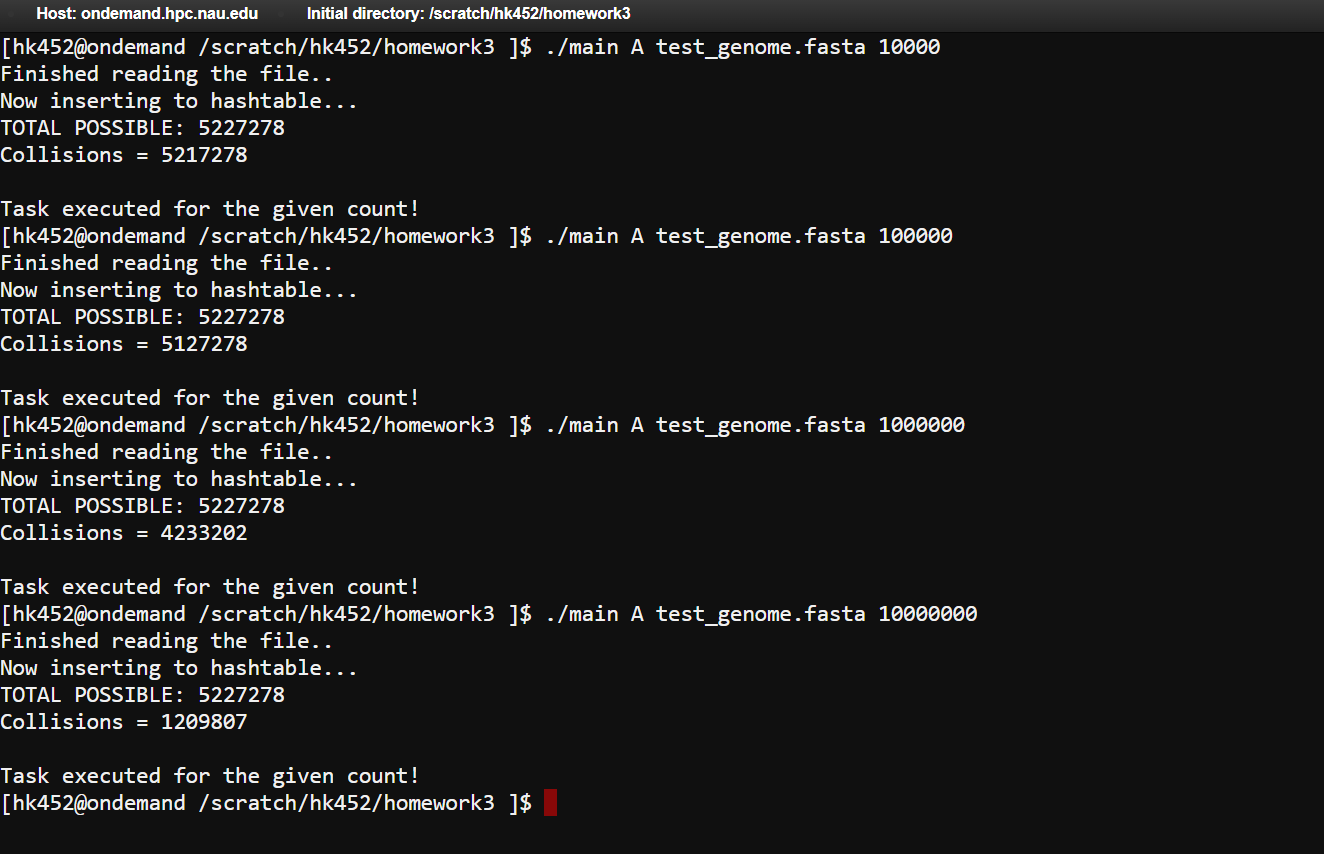 Host: ondemand.hpc.nau.edu Initial directory: /scratch/hk452/homework3
[hk452@ondemand /scratch/hk452/homework3 ]$ ./main A test_genome.fasta 10000
Finished reading the file..
Now inserting to hashtable...
TOTAL POSSIBLE: 5227278
Collisions = 5217278
Task executed for the given count!
[hk452@ondemand /scratch/hk452/homework3 ]$ ./main A test_genome.fasta 100000
Finished reading the file..
Now inserting to hashtable...
TOTAL POSSIBLE: 5227278
Collisions = 5127278
Task executed for the given count!
[hk452@ondemand /scratch/hk452/homework3 ]$ ./main A test_genome.fasta 1000000
Finished reading the file..
Now inserting to hashtable...
TOTAL POSSIBLE: 5227278
Collisions = 4233202
Task executed for the given count!
[hk452@ondemand /scratch/hk452/homework3 ]$ ./main A test_genome.fasta 10000000
Finished reading the file..
Now inserting to hashtable...
TOTAL POSSIBLE: 5227278
Collisions = 1209807
Task executed for the given count!
[hk452@ondemand /scratch/hk452/homework3 ]$